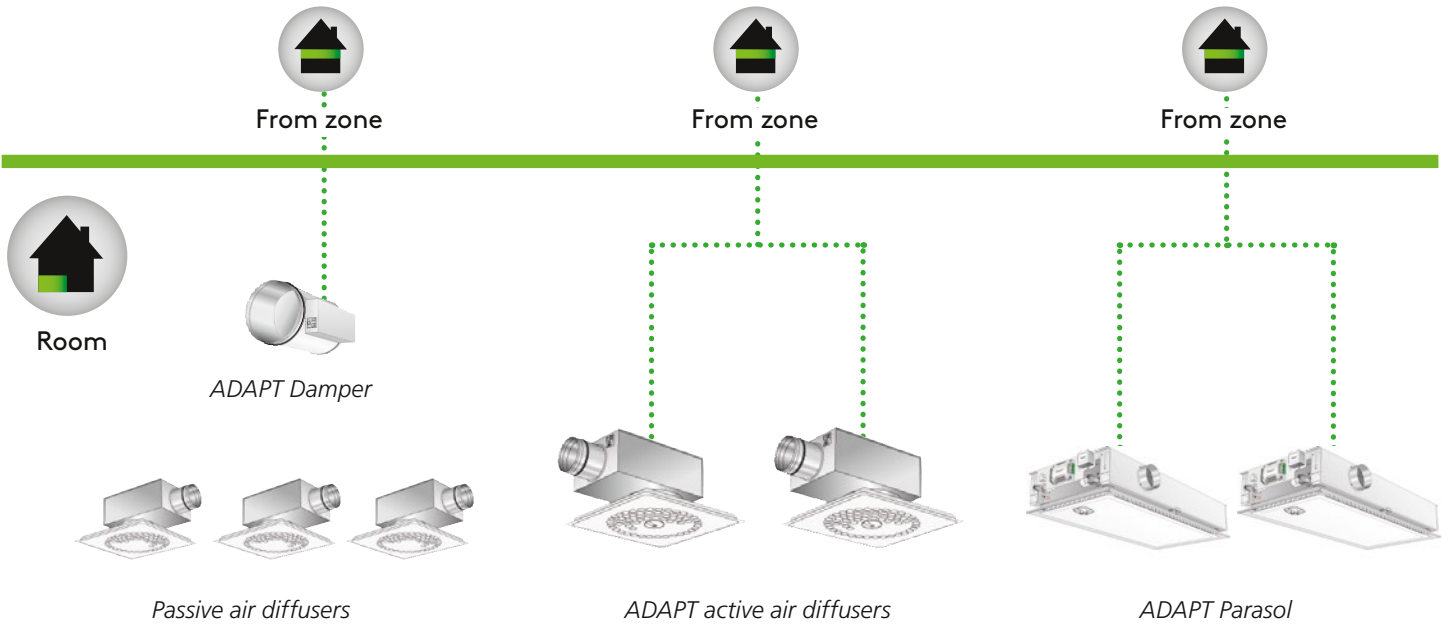 From zone
From zone
From zone
Room
ADAPT Damper
Passive air diffusers
ADAPT active air diffusers
ADAPT Parasol